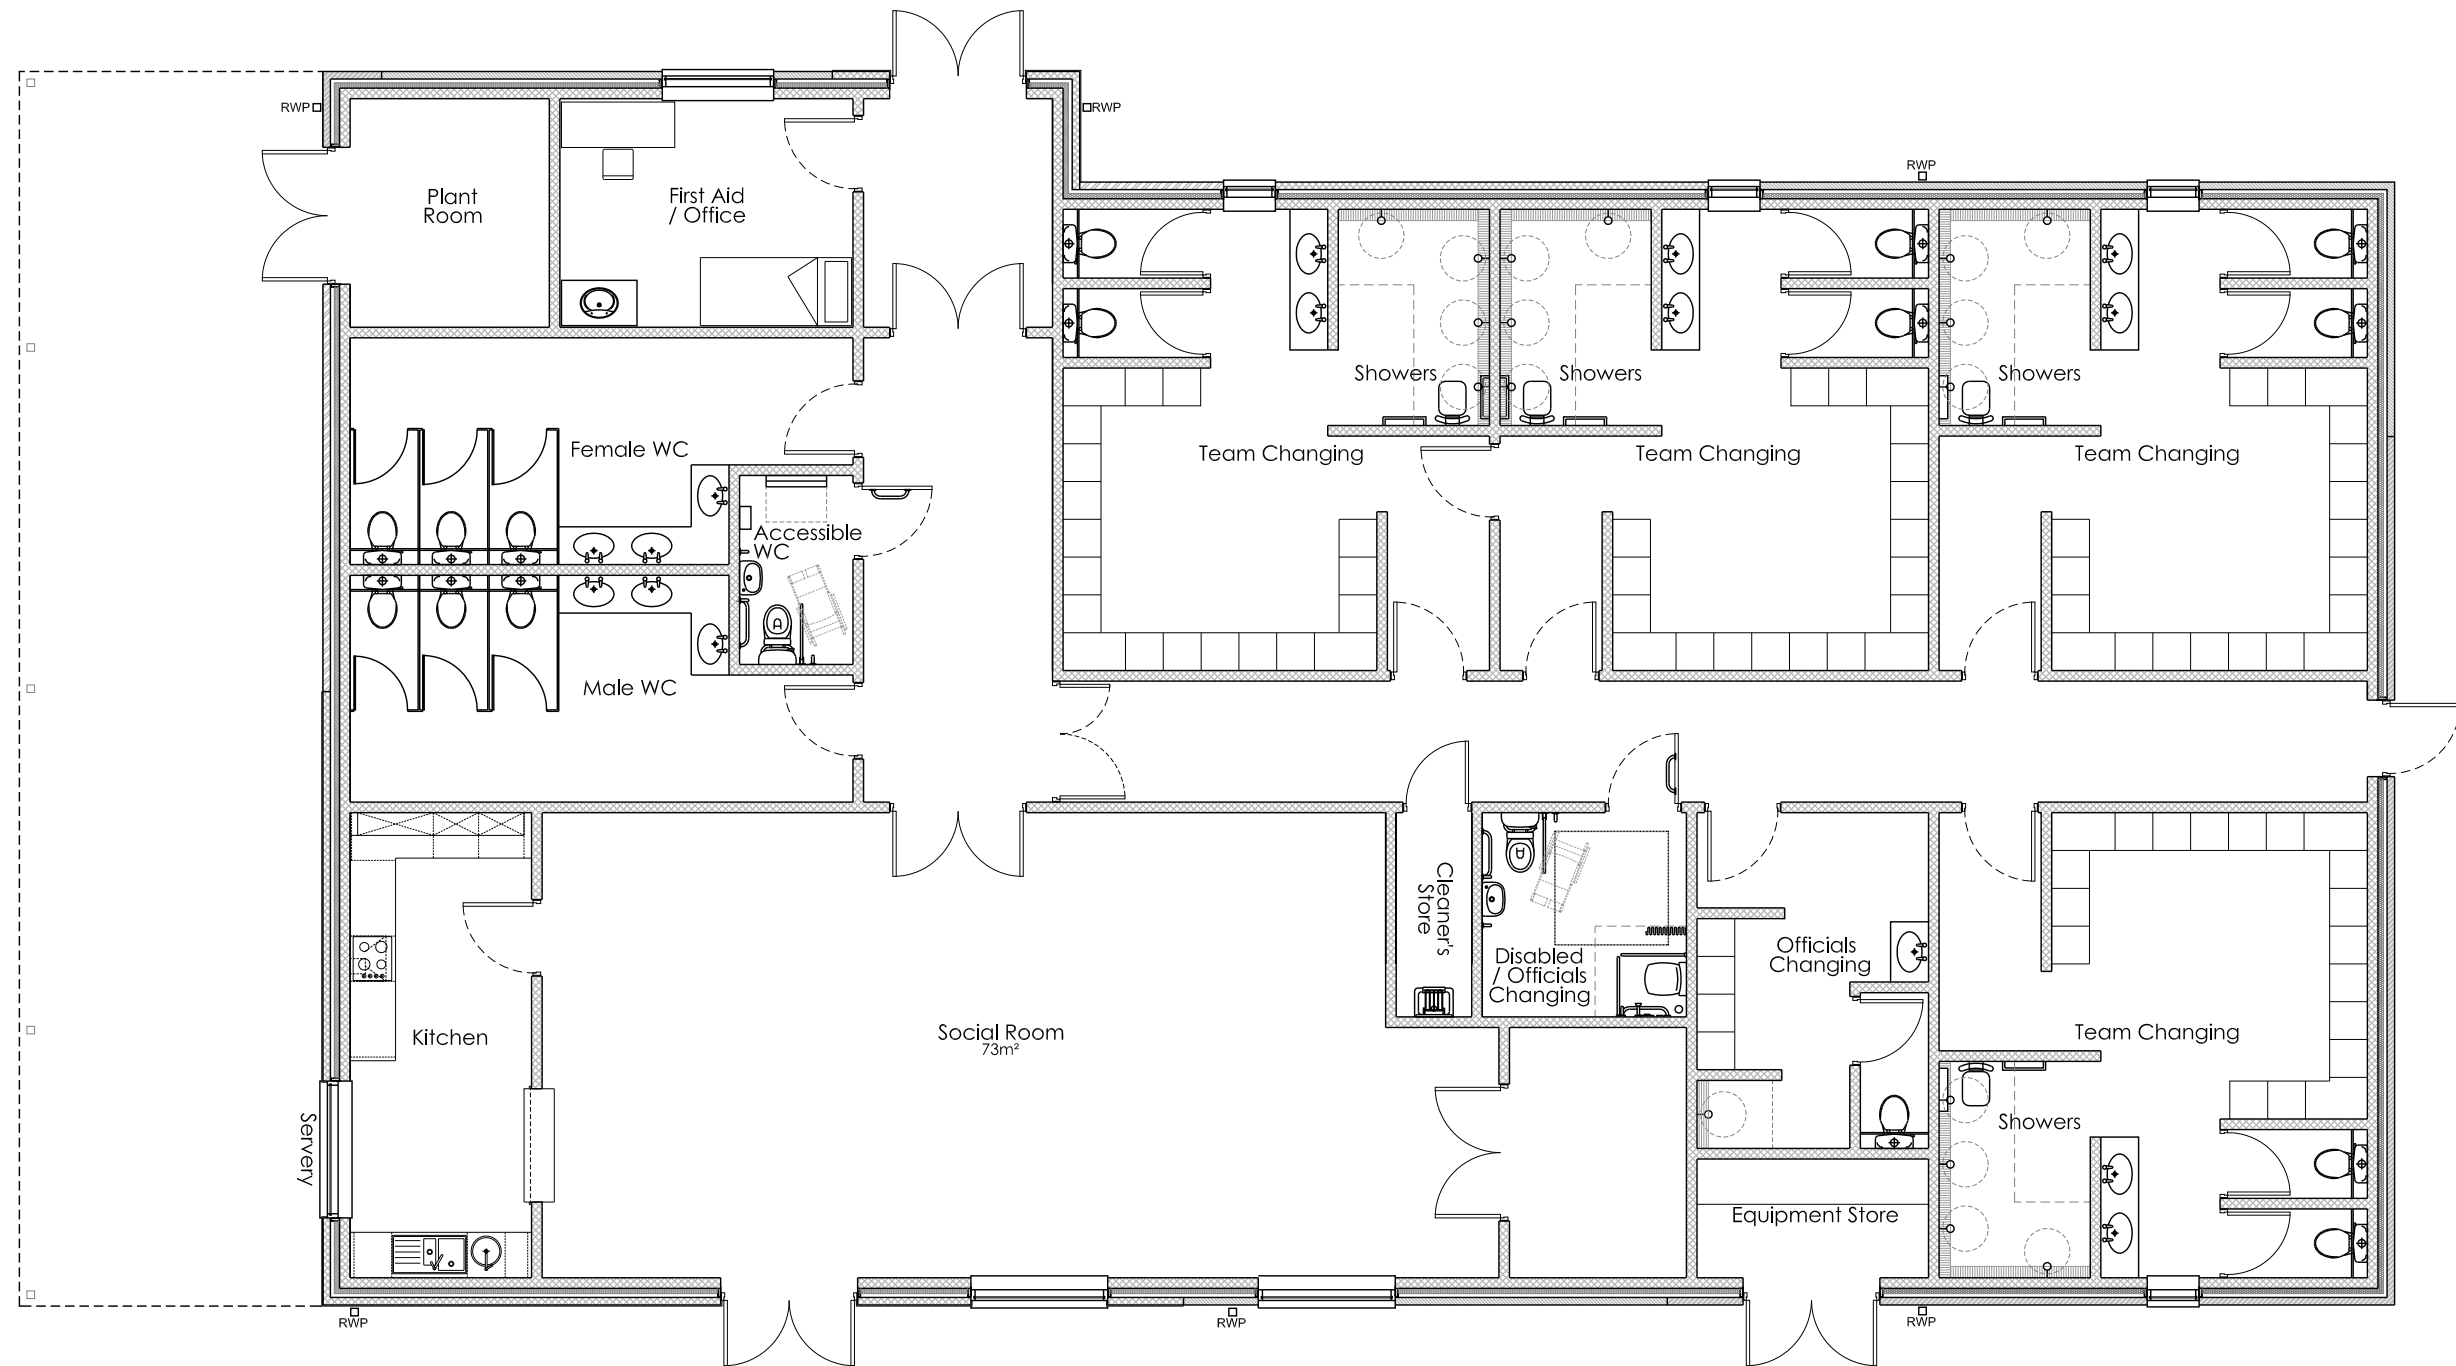 RWP
RWP
RWP
Plant
Room
First Aid
/ Office
Showers
Showers
Showers
Female WC
Team Changing
Team Changing
Team Changing
Accessible
WC
Male WC
Cleaner's
Store
Disabled
/ Officials
Changing
Officials
Changing
Kitchen
Social Room
73m²
Team Changing
Servery
Showers
Equipment Store
RWP
RWP
RWP